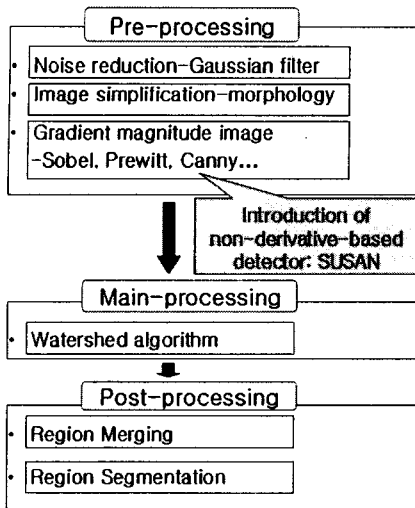 Pre-processing
· Noise reduction-Gaussian filter
· Image simplification-morphology
· Gradient magnitude image
-Sobel, Prewitt, Canny...
Introduction of
non-derivative-based
detector: SUSAN
Main-processing
· Watershed algorithm
Post-processing
· Region Merging
· Region Segmentation